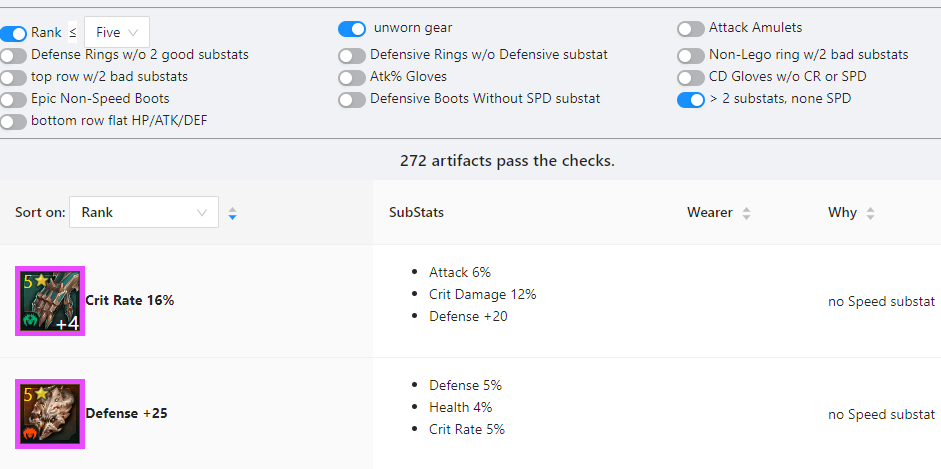 Rank ≤ Five unworn gear Attack Amulets
Defense Rings w/o 2 good substats Defensive Rings w/o Defensive substat Non-Lego ring w/2 bad substats
top row w/2 bad substats Atk% Gloves CD Gloves w/o CR or SPD
Epic Non-Speed Boots Defensive Boots Without SPD substat > 2 substats, none SPD
bottom row flat HP/ATK/DEF
272 artifacts pass the checks.
Sort on: Rank SubStats Wearer Why
5 +4
Crit Rate 16%
Attack 6%
Crit Damage 12%
Defense +20
no Speed substat
5
Defense +25
Defense 5%
Health 4%
Crit Rate 5%
no Speed substat